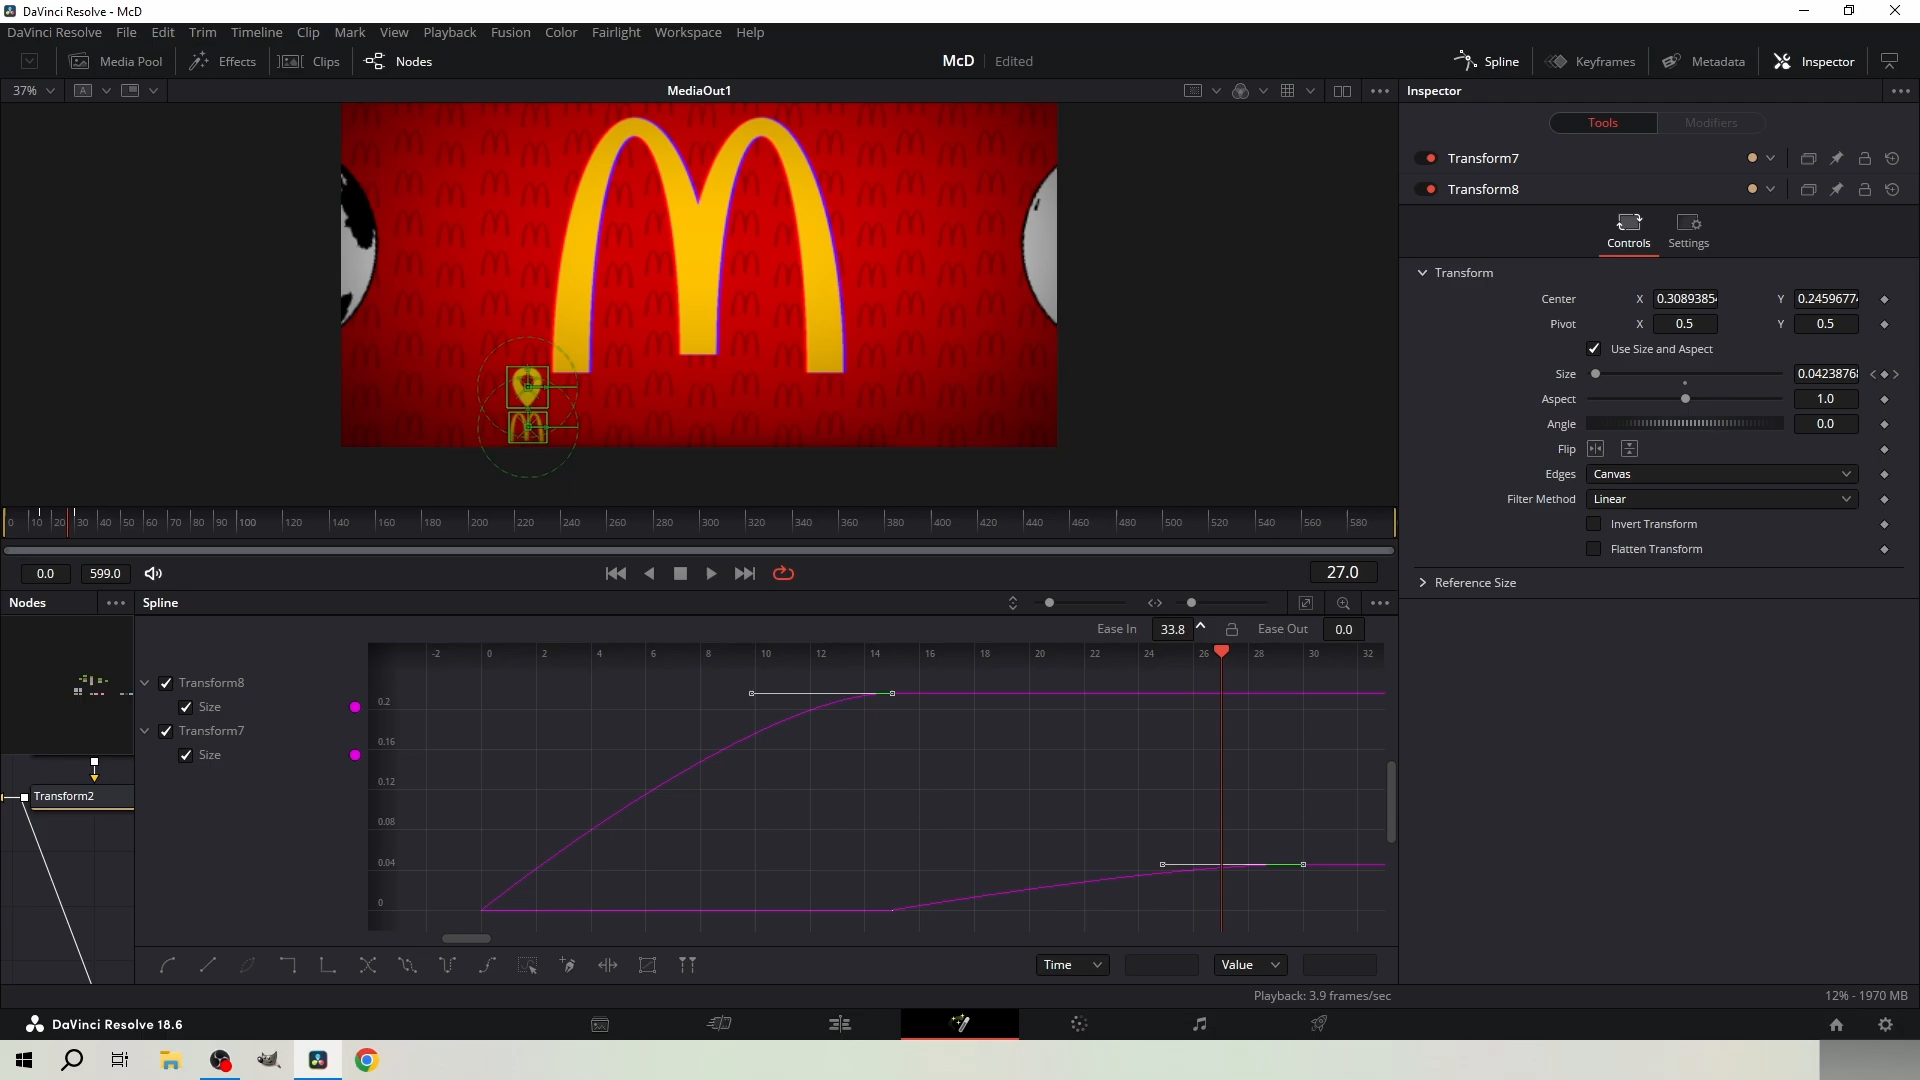 DaVinci Resolve - McD
DaVinci Resolve File Edit Trim Timeline Clip Mark View Playback Fusion Color Fairlight Workspace Help
Media Pool Effects Clips Nodes McD Edited Spline Keyframes Metadata Inspector
37% A MediaOut1 Inspector
Tools Modifiers
Transform7
Transform8
Controls Settings
Transform
Center X 0.3089385 Y 0.2459677
Pivot X 0.5 Y 0.5
Use Size and Aspect
Size 0.0423876
Aspect 1.0
Angle 0.0
Flip
Edges Canvas
Filter Method Linear
Invert Transform
Flatten Transform
Reference Size
0 10 20 30 40 50 60 70 80 90 100 120 140 160 180 200 220 240 260 280 300 320 340 360 380 400 420 440 460 480 500 520 540 560 580
0.0 599.0 27.0
Nodes Spline
Ease In 33.8 Ease Out 0.0
-2 0 2 4 6 8 10 12 14 16 18 20 22 24 26 28 30 32
Transform8
Size
Transform7
Size
0.2
0.16
0.12
0.08
0.04
0
Transform2
Time Value
Playback: 3.9 frames/sec 12% - 1970 MB
DaVinci Resolve 18.6